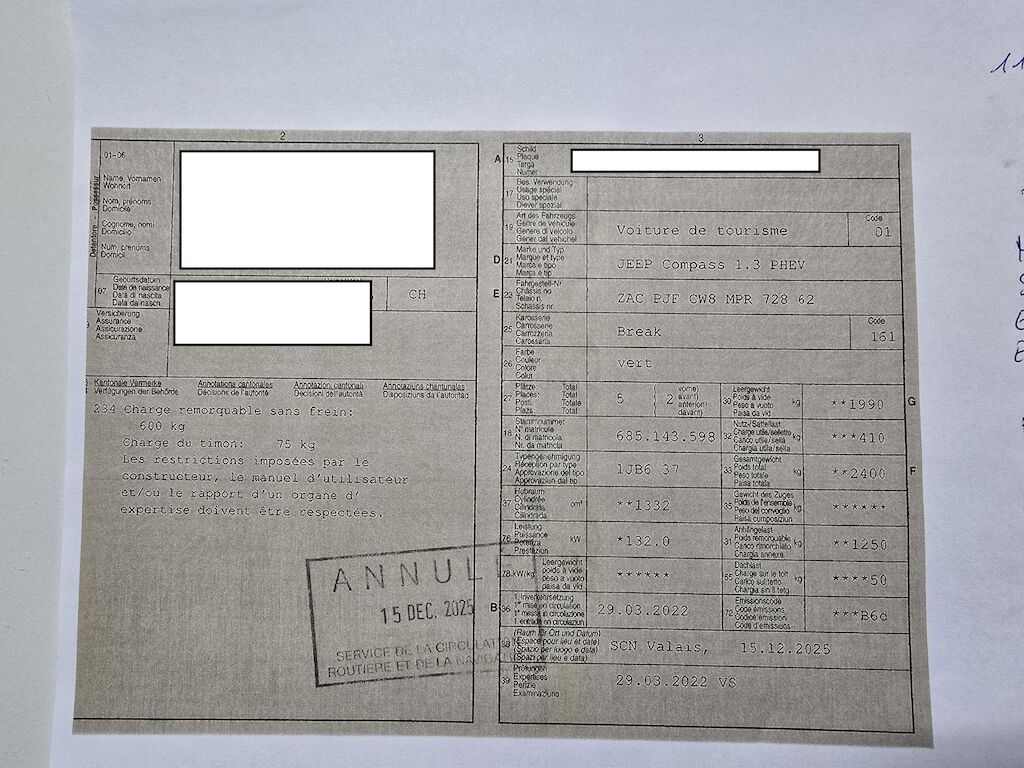 11
2
01-06
Name, Vornamen
Wohnort
Nom, prénoms
Domicile
Cognome, nomi
Domicilio
Num, prenums
Domicil
07
Geburtsdatum
Date de naissance
Data di nascita
Data da nasch.
CH
Versicherung
Assurance
Assicurazione
Assicuranza
Kantonale Vermerke
Verfügungen der Behörde
Annotations cantonales
Décisions de l'autorité
Annotazioni cantonali
Decisioni dell'autorità
Annotaziuns chantunalas
Disposiziuns da l'autoritad
234 Charge remorquable sans frein:
600 kg
Charge du timon: 75 kg
Les restrictions imposées par le
constructeur, le manuel d'utilisateur
et/ou le rapport d'un organe d'
expertise doivent être respectées.
ANNUL
15 DEC. 2025
SERVICE DE LA CIRCULAT
ROUTIERE ET DE LA NAVIGAT
3
A 15 Schild
Plaque
Targa
Numer
17 Bes. Verwendung
Usage spécial
Uso speciale
Diever spezial
19 Art des Fahrzeugs
Genre de véhicule
Genere di veicolo
Gener dal vehichel
Voiture de tourisme
Code
01
D 21 Marke und Typ
Marque et type
Marca e tipo
Marca e tip
JEEP Compass 1.3 PHEV
E 23 Fahrgestell-Nr
Châssis no
Telaio n.
Schassis nr.
ZAC PJF CW8 MPR 728 62
25 Karosserie
Carrosserie
Carrozzeria
Carossaria
Break
Code
161
26 Farbe
Couleur
Colore
Colur
vert
27 Plätze: Total
Places: Total
Posti: Totale
Plazs: Total
5 ( 2 vorne)
avant)
anteriori)
davant)
30 Leergewicht
Poids à vide
Peso a vuoto
Paisa da vid
kg
**1990 G
18 Stammnummer
N° matricule
N. di matricola
Nr. da matricla
685.143.598
32 Nutz-/Sattellast
Charge utile/sellette
Carico utile/sella
Chargia utila/sella
kg
***410
24 Typengenehmigung
Réception par type
Approvazione del tipo
Approvaziun dal tip
1JB6 37
33 Gesamtgewicht
Poids total
Peso totale
Paisa totala
kg
**2400 F
37 Hubraum
Cylindrée
Cilindrata
Cilindrada
cm³
**1332
35 Gewicht des Zuges
Poids de l'ensemble
Peso del convoglio
Paisa cumposiziun
kg
******
76 Leistung
Puissance
Potenza
Prestaziun
kW
*132.0
31 Anhängelast
Poids remorquable
Carico rimorchiato
Chargia annexa
kg
**1250
78 kW/kg Leergewicht
poids à vide
peso a vuoto
paisa da vid
******
55 Dachlast
Charge sur le toit
Carico sul tetto
Chargia sin il tetg
kg
****50
B 36 1. Inverkehrsetzung
1re mise en circulation
1a messa in circolazione
1. entrada en circulaziun
29.03.2022
72 Emissionscode
Code émissions
Codice emissioni
Code d'emissiuns
***B6d
38 (Raum für Ort und Datum)
(Espace pour lieu et date)
(Spazio per luogo e data)
(Spazi per lieu e data)
SCN Valais, 15.12.2025
39 Prüfungen
Expertises
Perizie
Examinaziuns
29.03.2022 VS